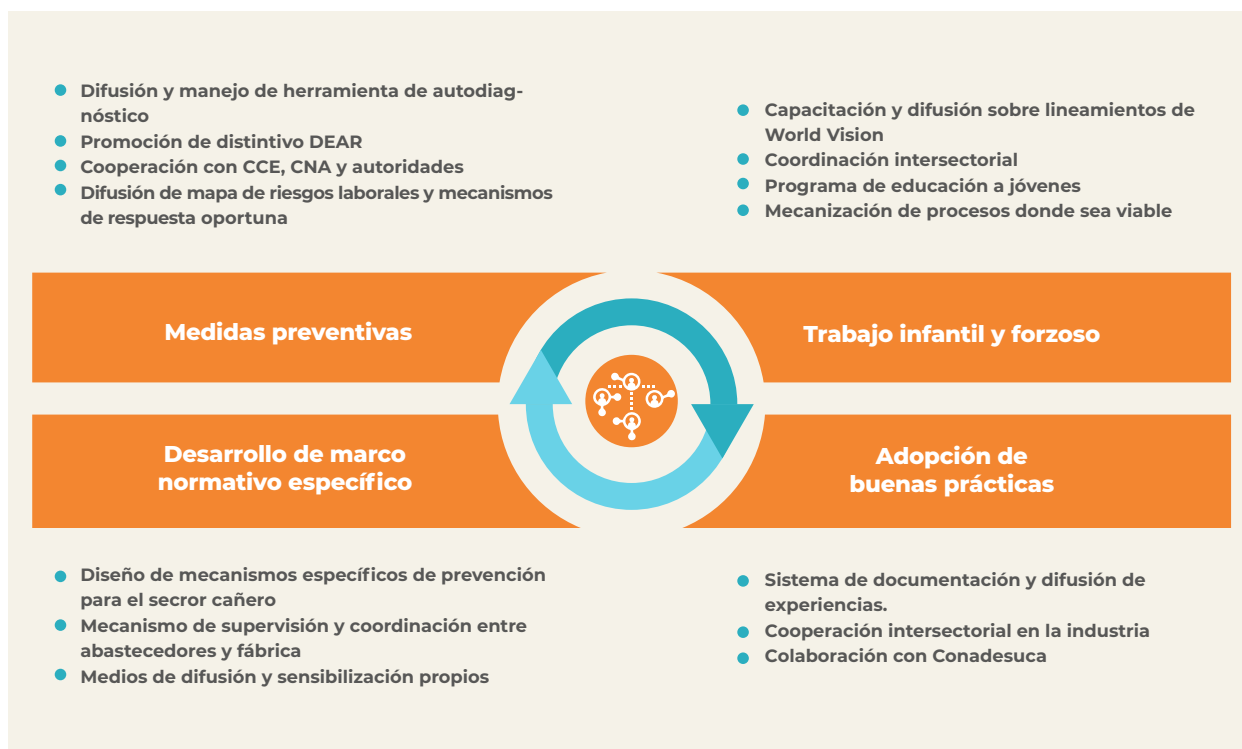 Difusión y manejo de herramienta de autodiag-
nóstico
Promoción de distintivo DEAR
Cooperación con CCE, CNA y autoridades
Difusión de mapa de riesgos laborales y mecanismos
de respuesta oportuna
Capacitación y difusión sobre lineamientos de
World Vision
Coordinación intersectorial
Programa de educación a jóvenes
Mecanización de procesos donde sea viable
Medidas preventivas
Trabajo infantil y forzoso
Desarrollo de marco
normativo específico
Adopción de
buenas prácticas
Diseño de mecanismos específicos de prevención
para el secror cañero
Mecanismo de supervisión y coordinación entre
abastecedores y fábrica
Medios de difusión y sensibilización propios
Sistema de documentación y difusión de
experiencias.
Cooperación intersectorial en la industria
Colaboración con Conadesuca